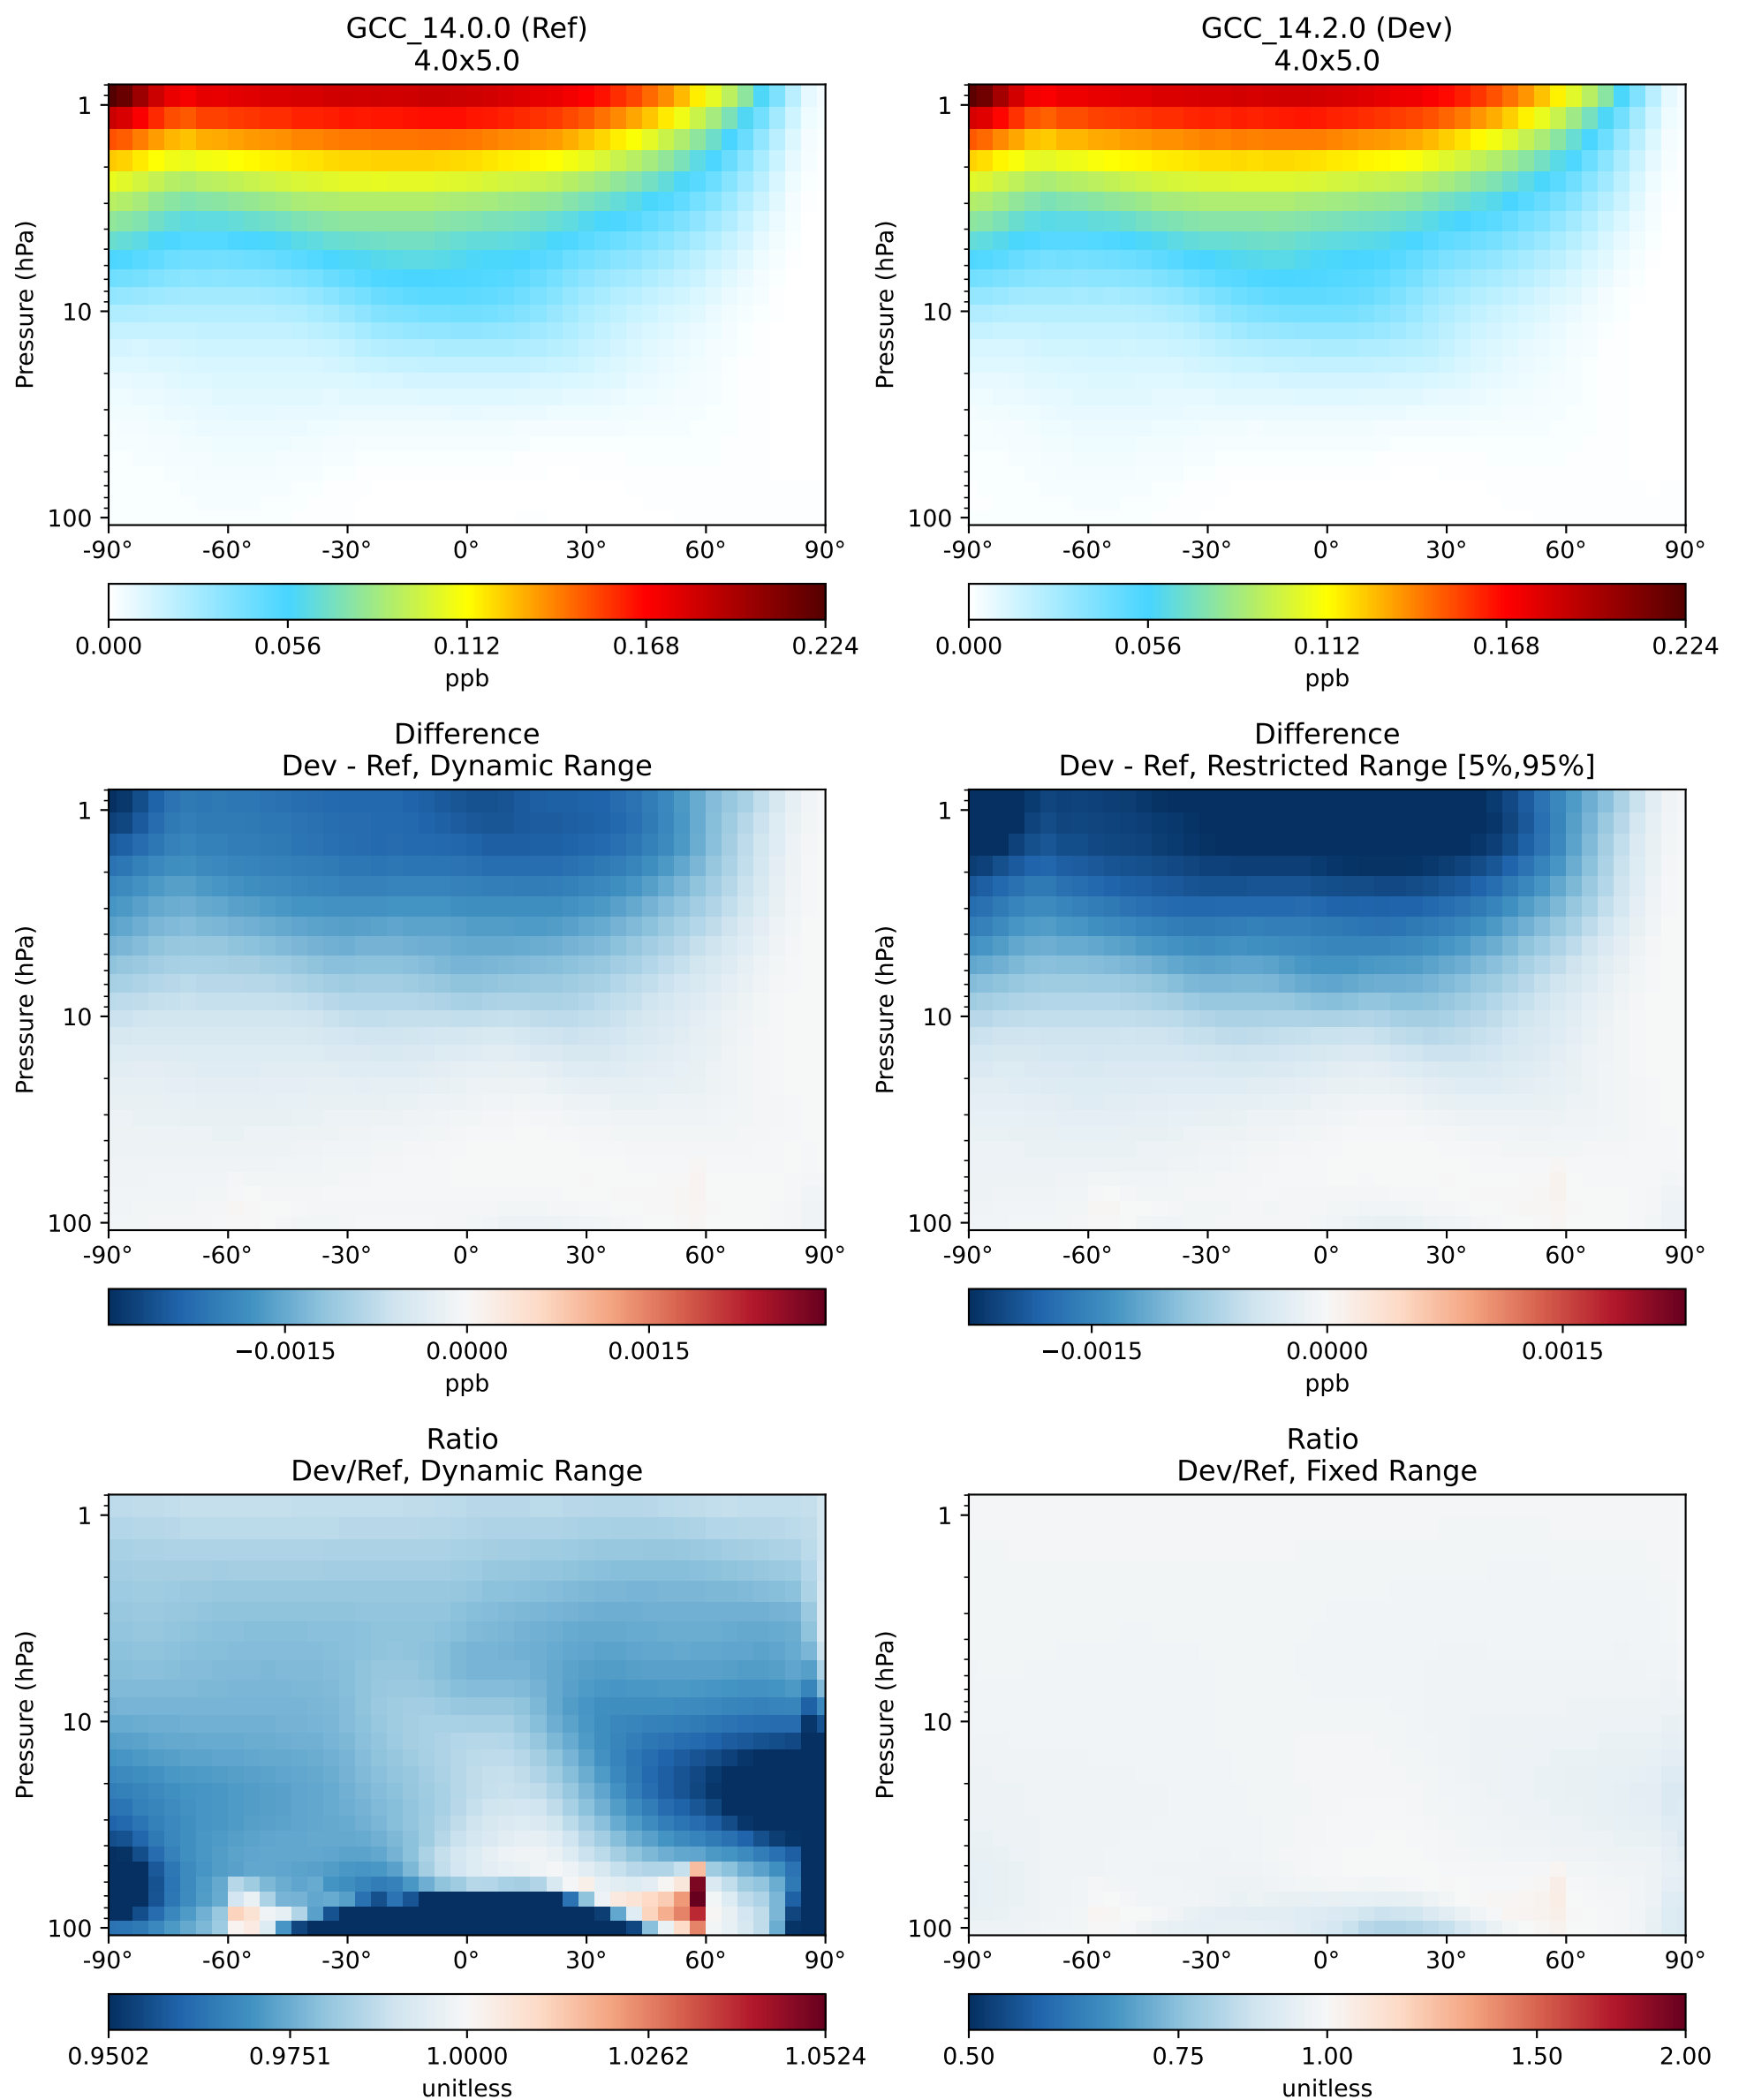 GCC_14.0.0 (Ref)
4.0x5.0
Pressure (hPa)
1
10
100
-90° -60° -30° 0° 30° 60° 90°
0.000 0.056 0.112 0.168 0.224
ppb
GCC_14.2.0 (Dev)
4.0x5.0
Pressure (hPa)
1
10
100
-90° -60° -30° 0° 30° 60° 90°
0.000 0.056 0.112 0.168 0.224
ppb
Difference
Dev - Ref, Dynamic Range
Pressure (hPa)
1
10
100
-90° -60° -30° 0° 30° 60° 90°
−0.0015 0.0000 0.0015
ppb
Difference
Dev - Ref, Restricted Range [5%,95%]
Pressure (hPa)
1
10
100
-90° -60° -30° 0° 30° 60° 90°
−0.0015 0.0000 0.0015
ppb
Ratio
Dev/Ref, Dynamic Range
Pressure (hPa)
1
10
100
-90° -60° -30° 0° 30° 60° 90°
0.9502 0.9751 1.0000 1.0262 1.0524
unitless
Ratio
Dev/Ref, Fixed Range
Pressure (hPa)
1
10
100
-90° -60° -30° 0° 30° 60° 90°
0.50 0.75 1.00 1.50 2.00
unitless